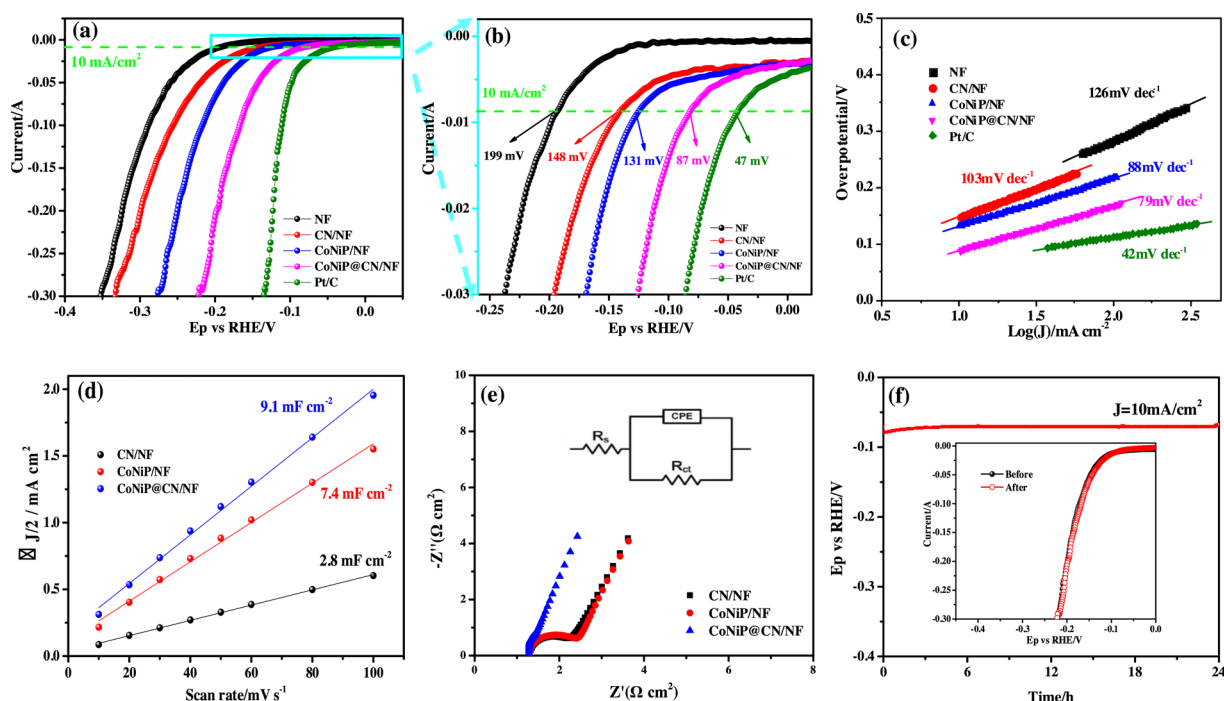 (a)
0.00
-0.05
-0.10
-0.15
-0.20
-0.25
-0.30
10 mA/cm²
Current/A
NF
CN/NF
CoNiP/NF
CoNiP@CN/NF
Pt/C
-0.4 -0.3 -0.2 -0.1 0.0
Ep vs RHE/V
(b)
0.00
-0.01
-0.02
-0.03
10 mA/cm²
Current/A
199 mV 148 mV 131 mV 87 mV 47 mV
NF
CN/NF
CoNiP/NF
CoNiP@CN/NF
Pt/C
-0.25 -0.20 -0.15 -0.10 -0.05 0.00
Ep vs RHE/V
(c)
0.5
0.4
0.3
0.2
0.1
0.0
Overpotential/V
NF
CN/NF
CoNiP/NF
CoNiP@CN/NF
Pt/C
126mV dec⁻¹
103mV dec⁻¹
88mV dec⁻¹
79mV dec⁻¹
42mV dec⁻¹
0.5 1.0 1.5 2.0 2.5
Log(J)/mA cm⁻²
(d)
2.0
1.5
1.0
0.5
0.0
J/2 / mA cm²
CN/NF
CoNiP/NF
CoNiP@CN/NF
9.1 mF cm⁻²
7.4 mF cm⁻²
2.8 mF cm⁻²
0 20 40 60 80 100
Scan rate/mV s⁻¹
(e)
10
8
6
4
2
0
-Z''(Ω cm²)
CPE
Rs
Rct
CN/NF
CoNiP/NF
CoNiP@CN/NF
0 2 4 6 8
Z'(Ω cm²)
(f)
0.0
-0.1
-0.2
-0.3
-0.4
Ep vs RHE/V
J=10mA/cm²
0.00
-0.05
-0.10
-0.15
-0.20
-0.25
-0.30
Current/A
Before
After
-0.4 -0.3 -0.2 -0.1 0.0
Ep vs RHE/V
0 6 12 18 24
Time/h